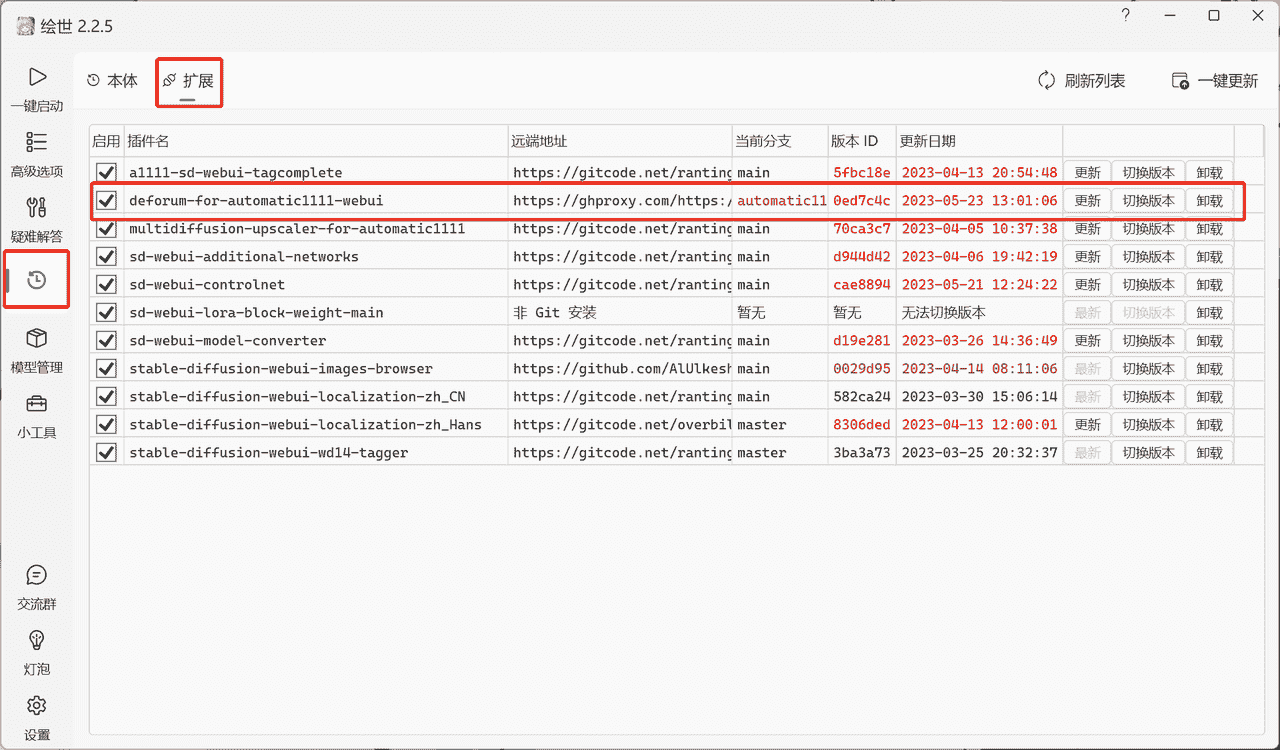 绘世 2.2.5
?
一键启动
高级选项
疑难解答
模型管理
小工具
交流群
灯泡
设置
本体 扩展 刷新列表 一键更新
启用 插件名 远端地址 当前分支 版本 ID 更新日期
a1111-sd-webui-tagcomplete https://gitcode.net/ranting main 5fbc18e 2023-04-13 20:54:48 更新 切换版本 卸载
deforum-for-automatic1111-webui https://ghproxy.com/https:/ automatic11 0ed7c4c 2023-05-23 13:01:06 更新 切换版本 卸载
multidiffusion-upscaler-for-automatic1111 https://gitcode.net/ranting main 70ca3c7 2023-04-05 10:37:38 更新 切换版本 卸载
sd-webui-additional-networks https://gitcode.net/ranting main d944d42 2023-04-06 19:42:19 更新 切换版本 卸载
sd-webui-controlnet https://gitcode.net/ranting main cae8894 2023-05-21 12:24:22 更新 切换版本 卸载
sd-webui-lora-block-weight-main 非 Git 安装 暂无 暂无 无法切换版本 最新 切换版本 卸载
sd-webui-model-converter https://gitcode.net/ranting main d19e281 2023-03-26 14:36:49 更新 切换版本 卸载
stable-diffusion-webui-images-browser https://github.com/AlUlkesh main 0029d95 2023-04-14 08:11:06 最新 切换版本 卸载
stable-diffusion-webui-localization-zh_CN https://gitcode.net/ranting main 582ca24 2023-03-30 15:06:14 最新 切换版本 卸载
stable-diffusion-webui-localization-zh_Hans https://gitcode.net/overbil master 8306ded 2023-04-13 12:00:01 更新 切换版本 卸载
stable-diffusion-webui-wd14-tagger https://gitcode.net/ranting master 3ba3a73 2023-03-25 20:32:37 最新 切换版本 卸载